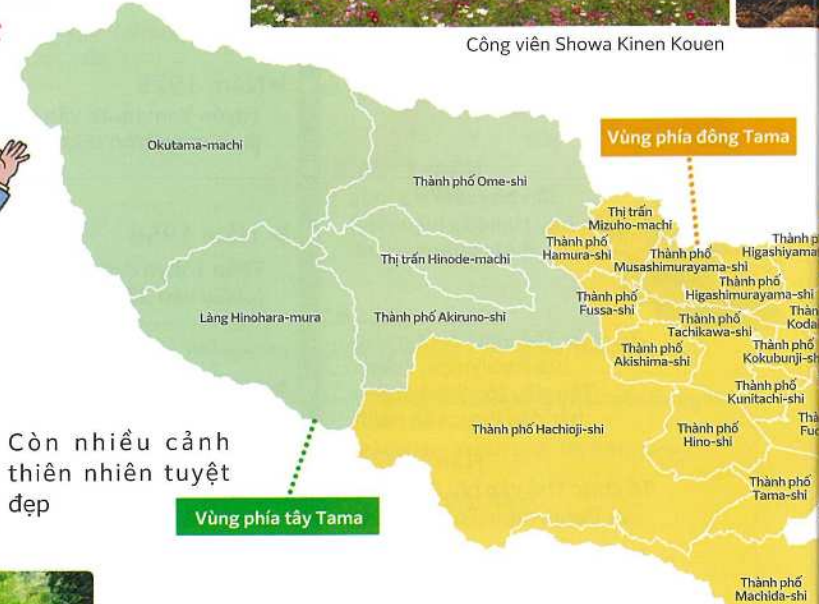 Công viên Showa Kinen Kouen
Vùng phía đông Tama
Okutama-machi
Thành phố Ome-shi
Thị trấn
Mizuho-machi
Thành phố
Hamura-shi
Thành phố
Musashimurayama-shi
Thị trấn Hinode-machi
Thành phố
Higashimurayama-shi
Thành phố
Fussa-shi
Làng Hinohara-mura
Thành phố Akiruno-shi
Thành phố
Tachikawa-shi
Thành phố
Akishima-shi
Thành phố
Thành phố
Kunitachi-shi
Thành phố Hachioji-shi
Thành phố
Hino-shi
Còn nhiều cảnh
thiên nhiên tuyệt
đẹp
Thành phố
Tama-shi
Vùng phía tây Tama
Thành phố
Machida-shi